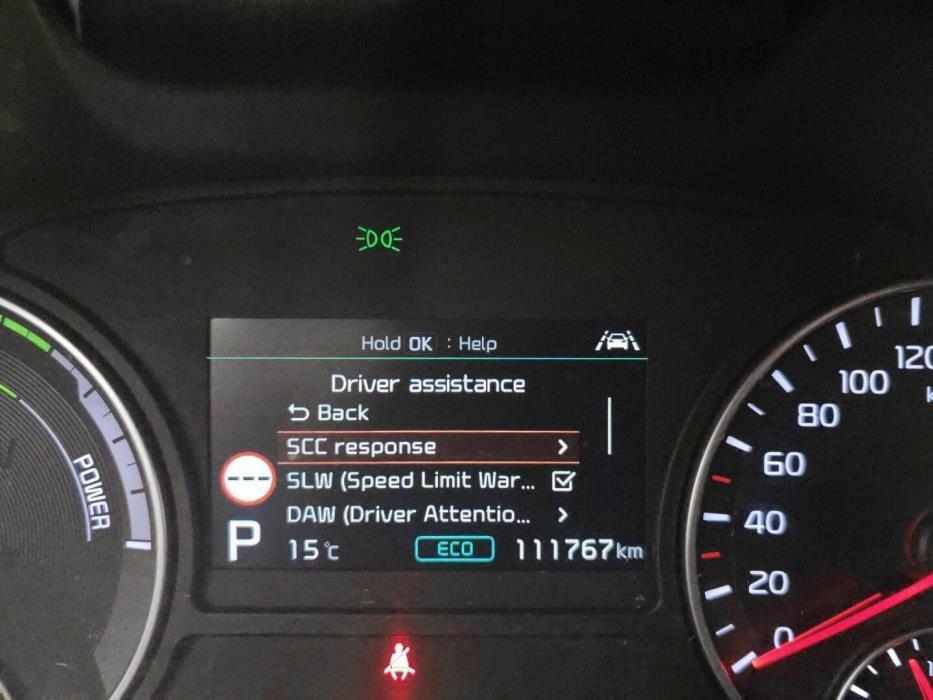 Hold OK : Help
Driver assistance
Back
SCC response
SLW (Speed Limit War...
DAW (Driver Attentio...
P 15℃ ECO 111767km
POWER
120
100
80
60
40
20
0